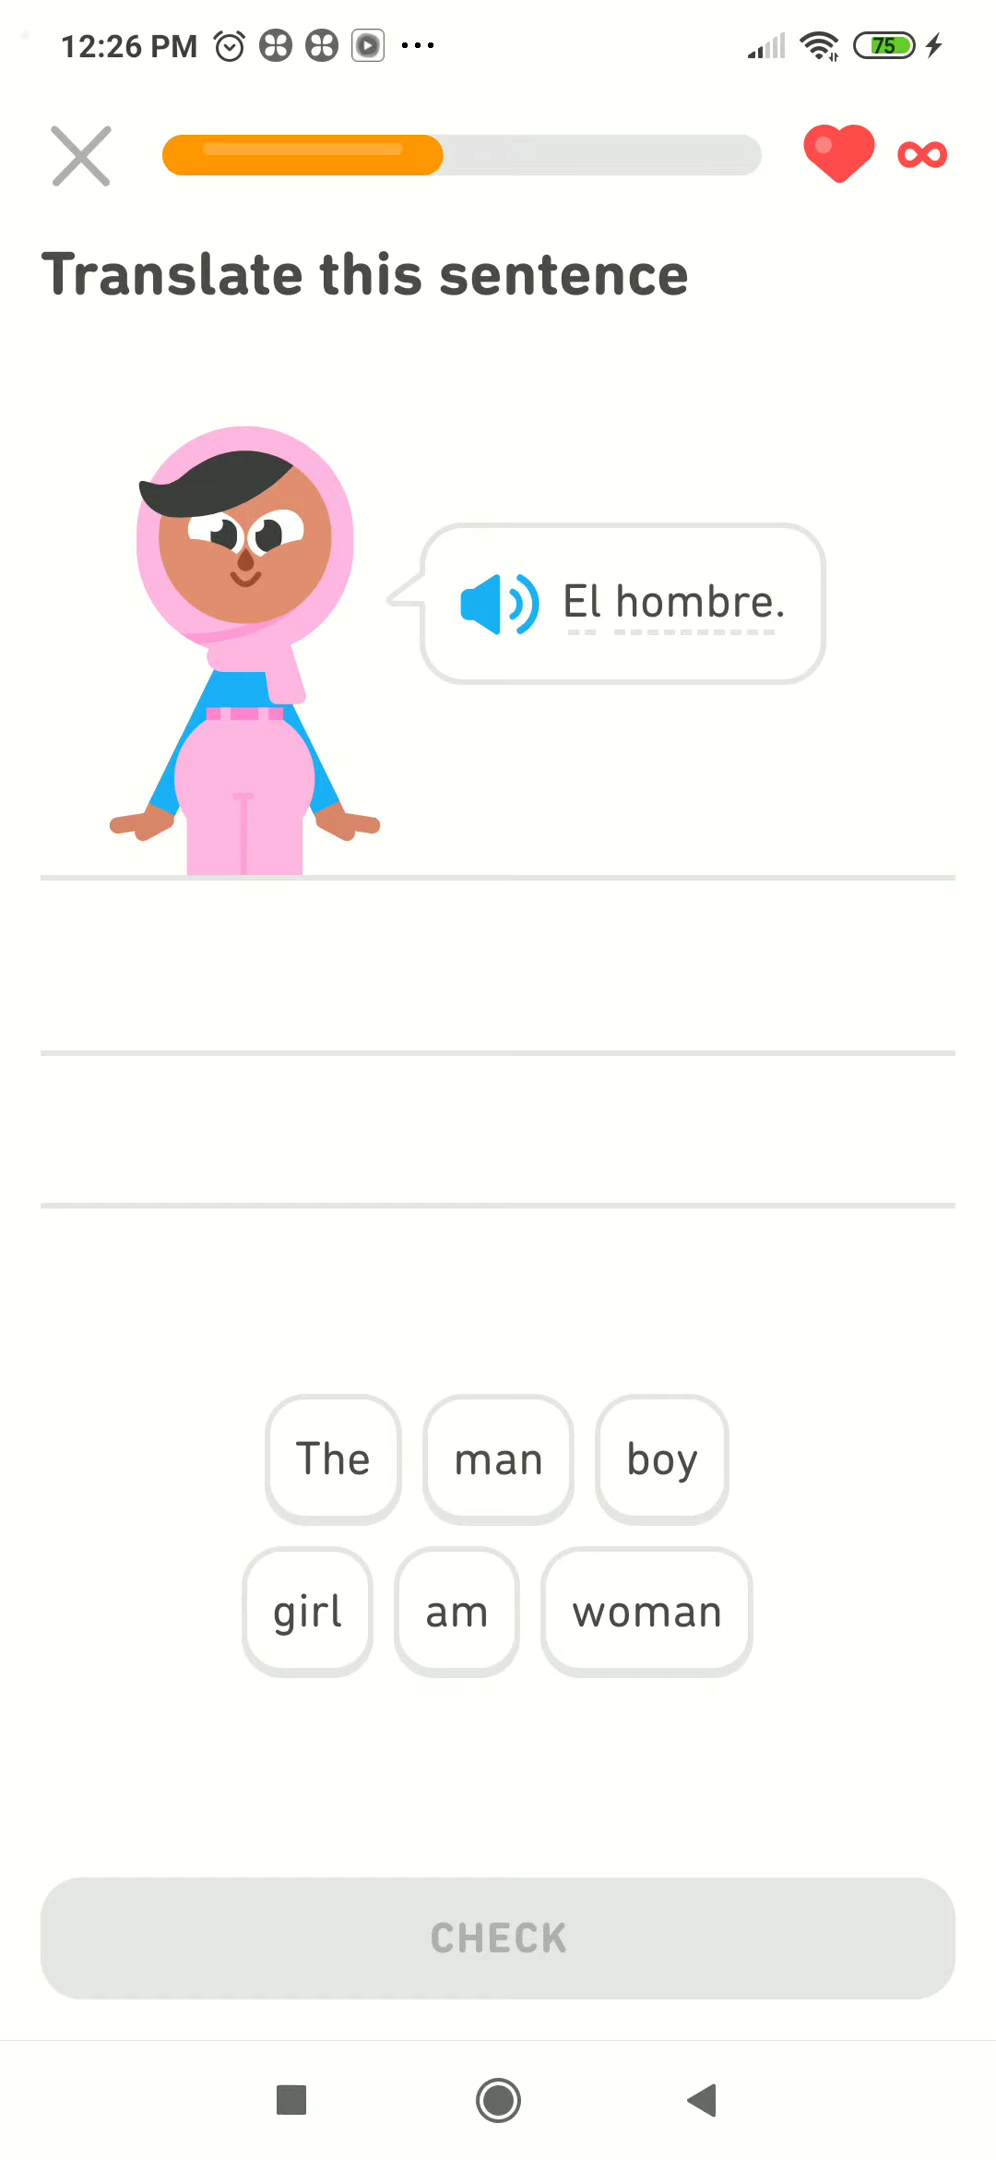 12:26 PM
75
Translate this sentence
El hombre.
The man boy
girl am woman
CHECK